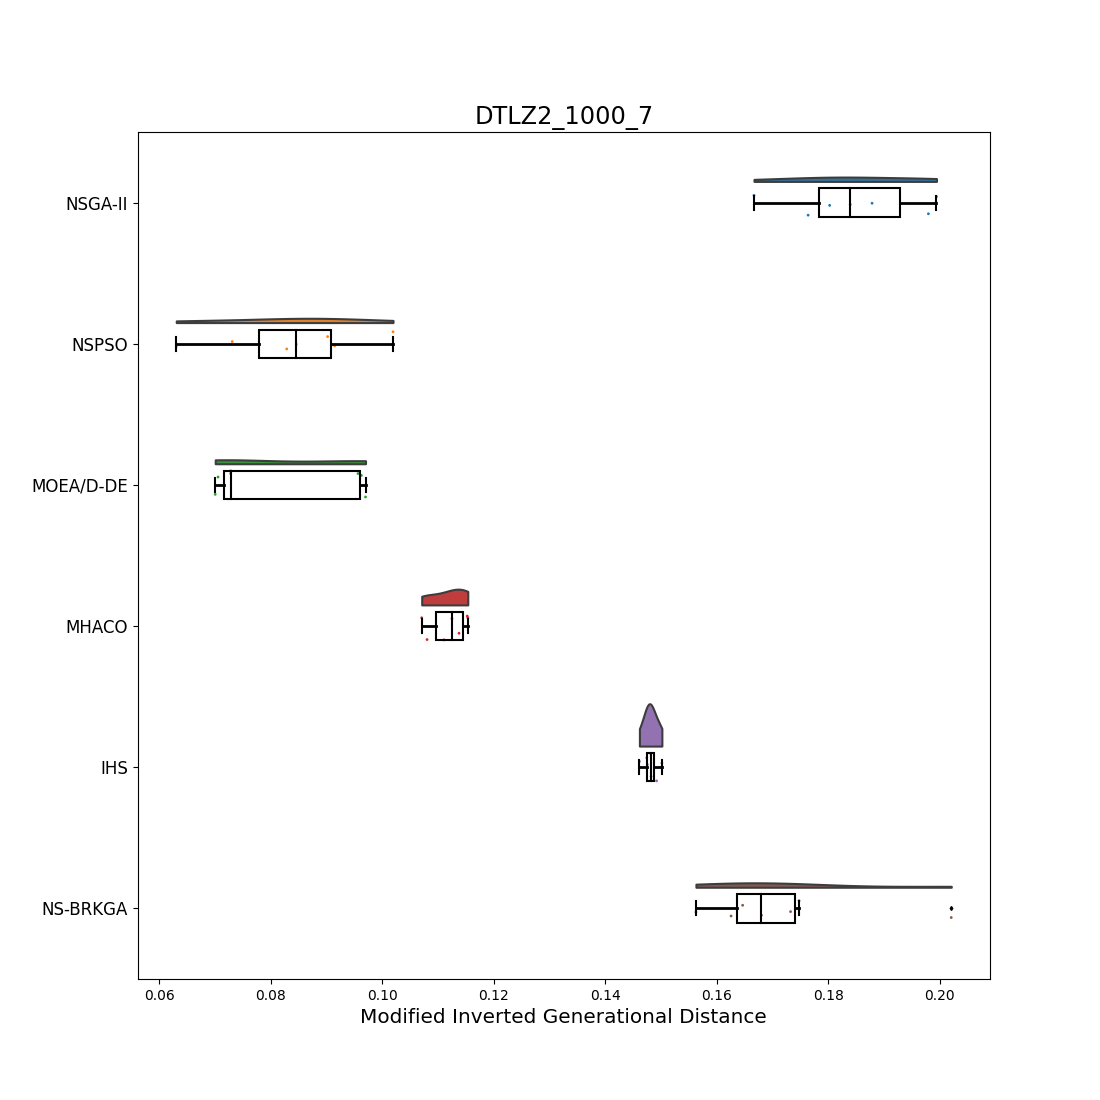 DTLZ2_1000_7
NSGA-II
NSPSO
MOEA/D-DE
MHACO
IHS
NS-BRKGA
0.06 0.08 0.10 0.12 0.14 0.16 0.18 0.20
Modified Inverted Generational Distance